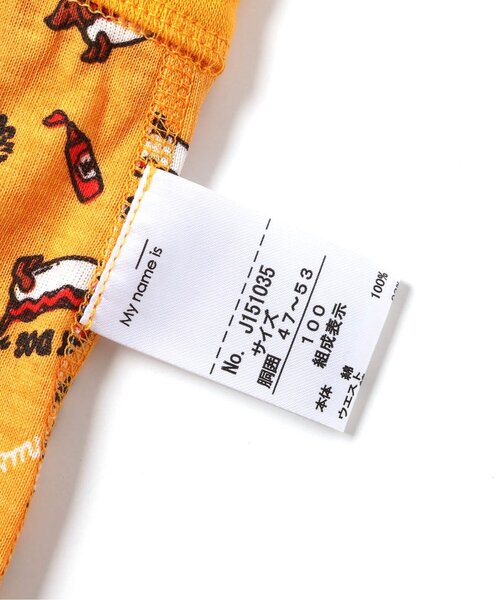 My name is
No. J151035
サイズ
胴囲 47～53
100
組成表示
本体 綿 100%
ウエスト